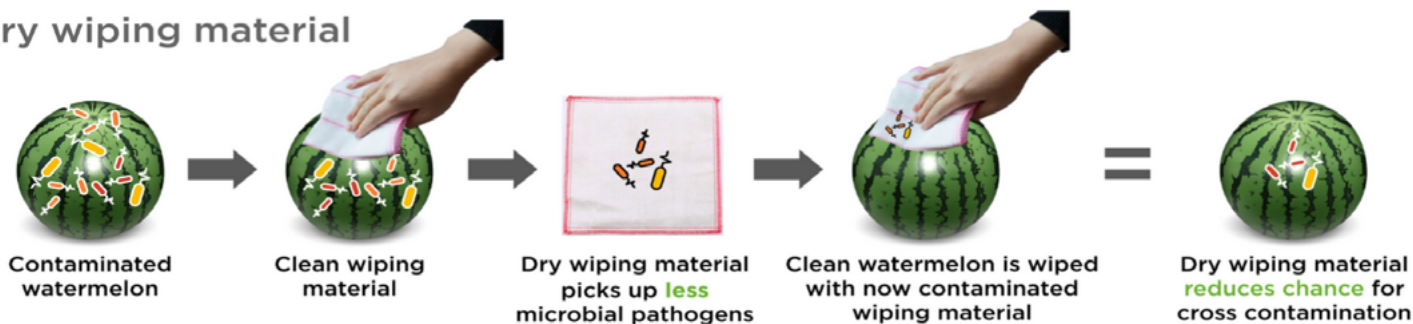 ry wiping material
Contaminated
watermelon
Clean wiping
material
Dry wiping material
picks up less
microbial pathogens
Clean watermelon is wiped
with now contaminated
wiping material
Dry wiping material
reduces chance for
cross contamination